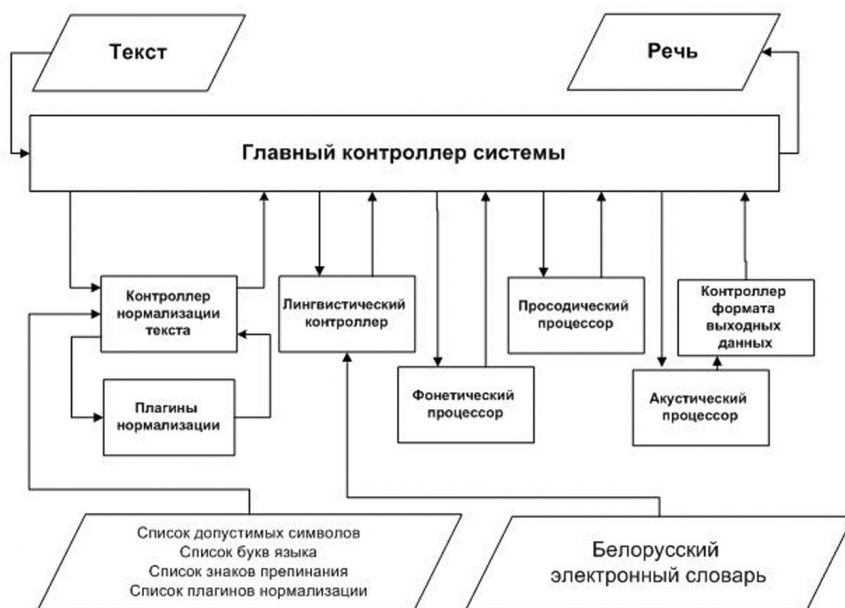 Текст
Речь
Главный контроллер системы
Контроллер
нормализации
текста
Лингвистический
контроллер
Просодический
процессор
Контроллер
формата
выходных
данных
Плагины
нормализации
Фонетический
процессор
Акустический
процессор
Список допустимых символов
Список букв языка
Список знаков препинания
Список плагинов нормализации
Белорусский
электронный словарь